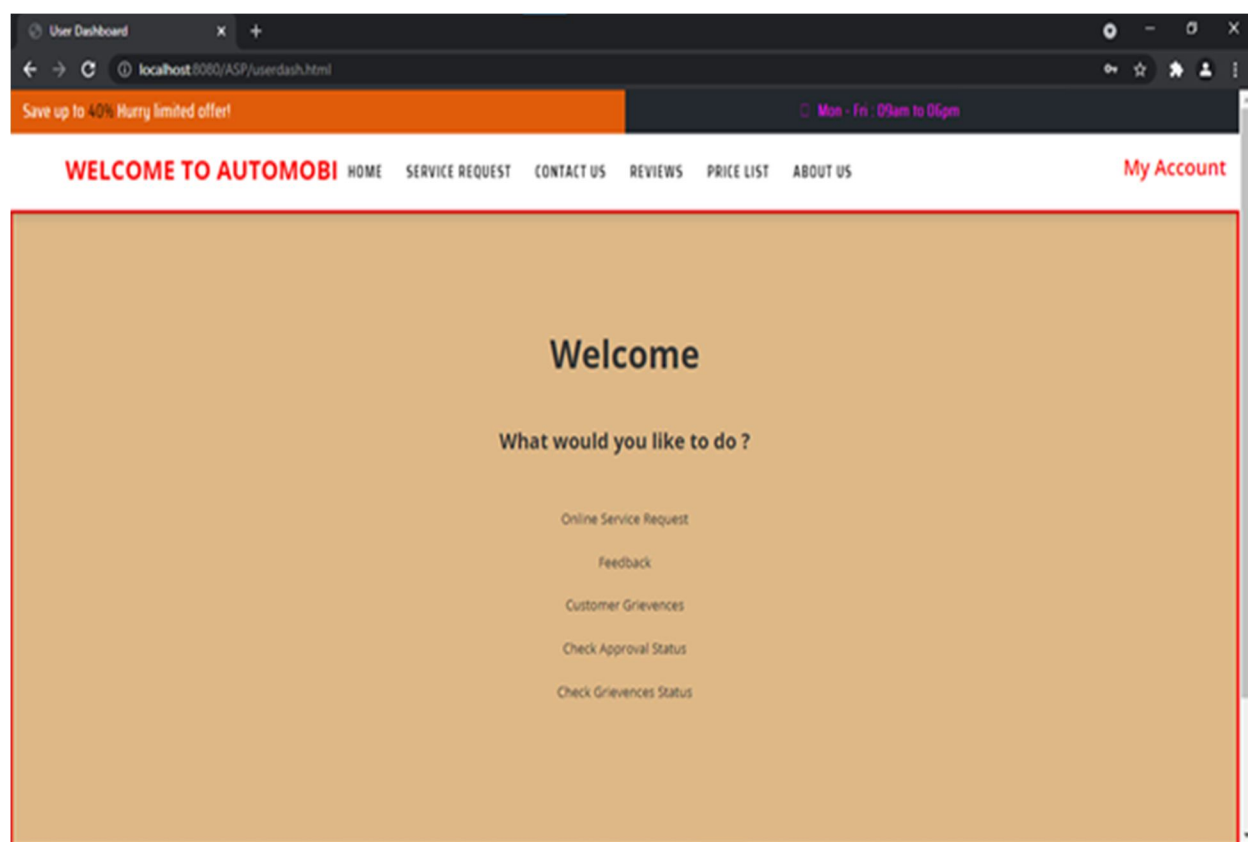 User Dashboard
localhost:8080/ASP/userdash.html
Save up to 40% Hurry limited offer!
Mon - Fri : 09am to 06pm
WELCOME TO AUTOMOBI HOME SERVICE REQUEST CONTACT US REVIEWS PRICE LIST ABOUT US My Account
Welcome
What would you like to do ?
Online Service Request
Feedback
Customer Grievences
Check Approval Status
Check Grievences Status